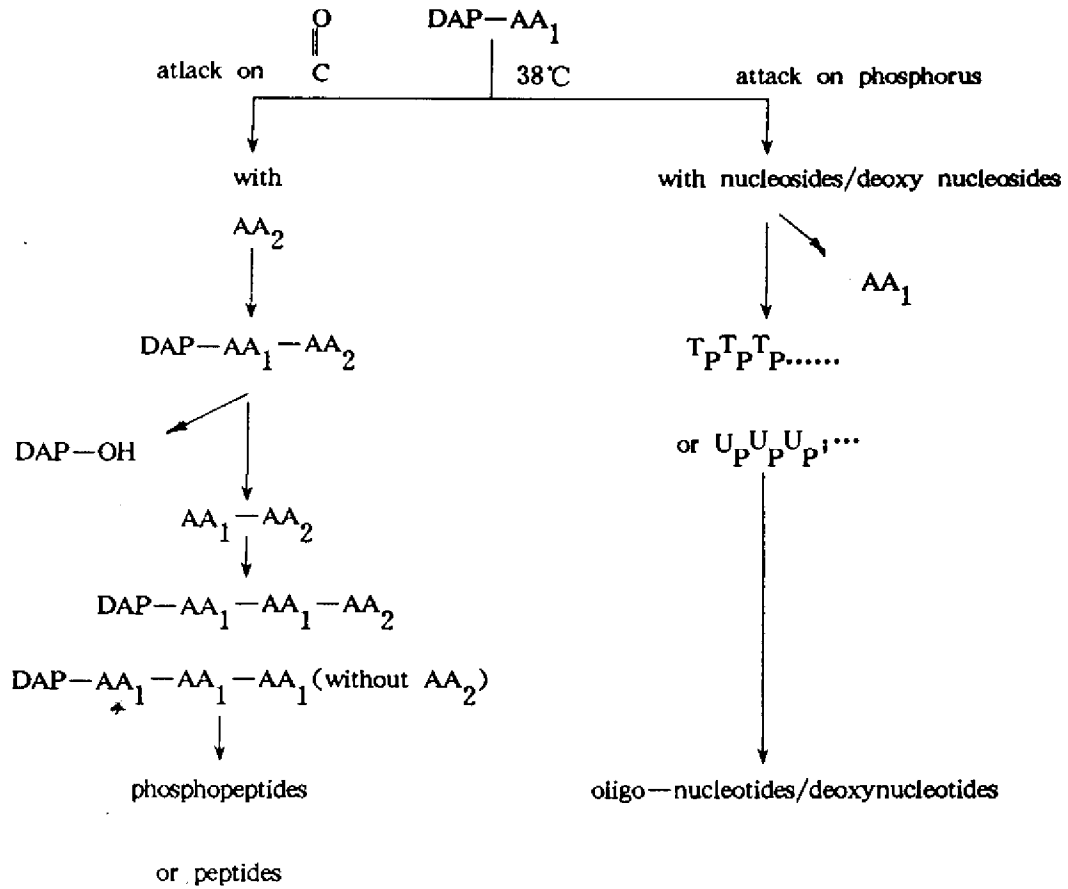 O DAP—AA1
atlack on C 38℃ attack on phosphorus
with with nucleosides/deoxy nucleosides
AA2
AA1
DAP—AA1—AA2 TPTPTP......
DAP—OH or UPUPUP;...
AA1—AA2
DAP—AA1—AA1—AA2
DAP—AA1—AA1—AA1(without AA2)
phosphopeptides oligo—nucleotides/deoxynucleotides
or peptides